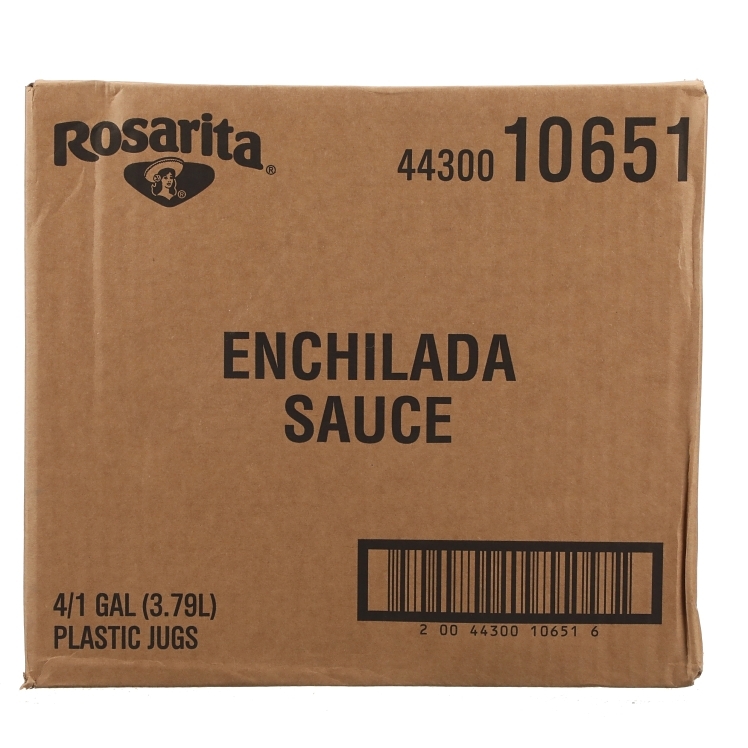 Rosarita®
®
44300 10651
ENCHILADA
SAUCE
4/1 GAL (3.79L)
PLASTIC JUGS
2 00 44300 10651 6